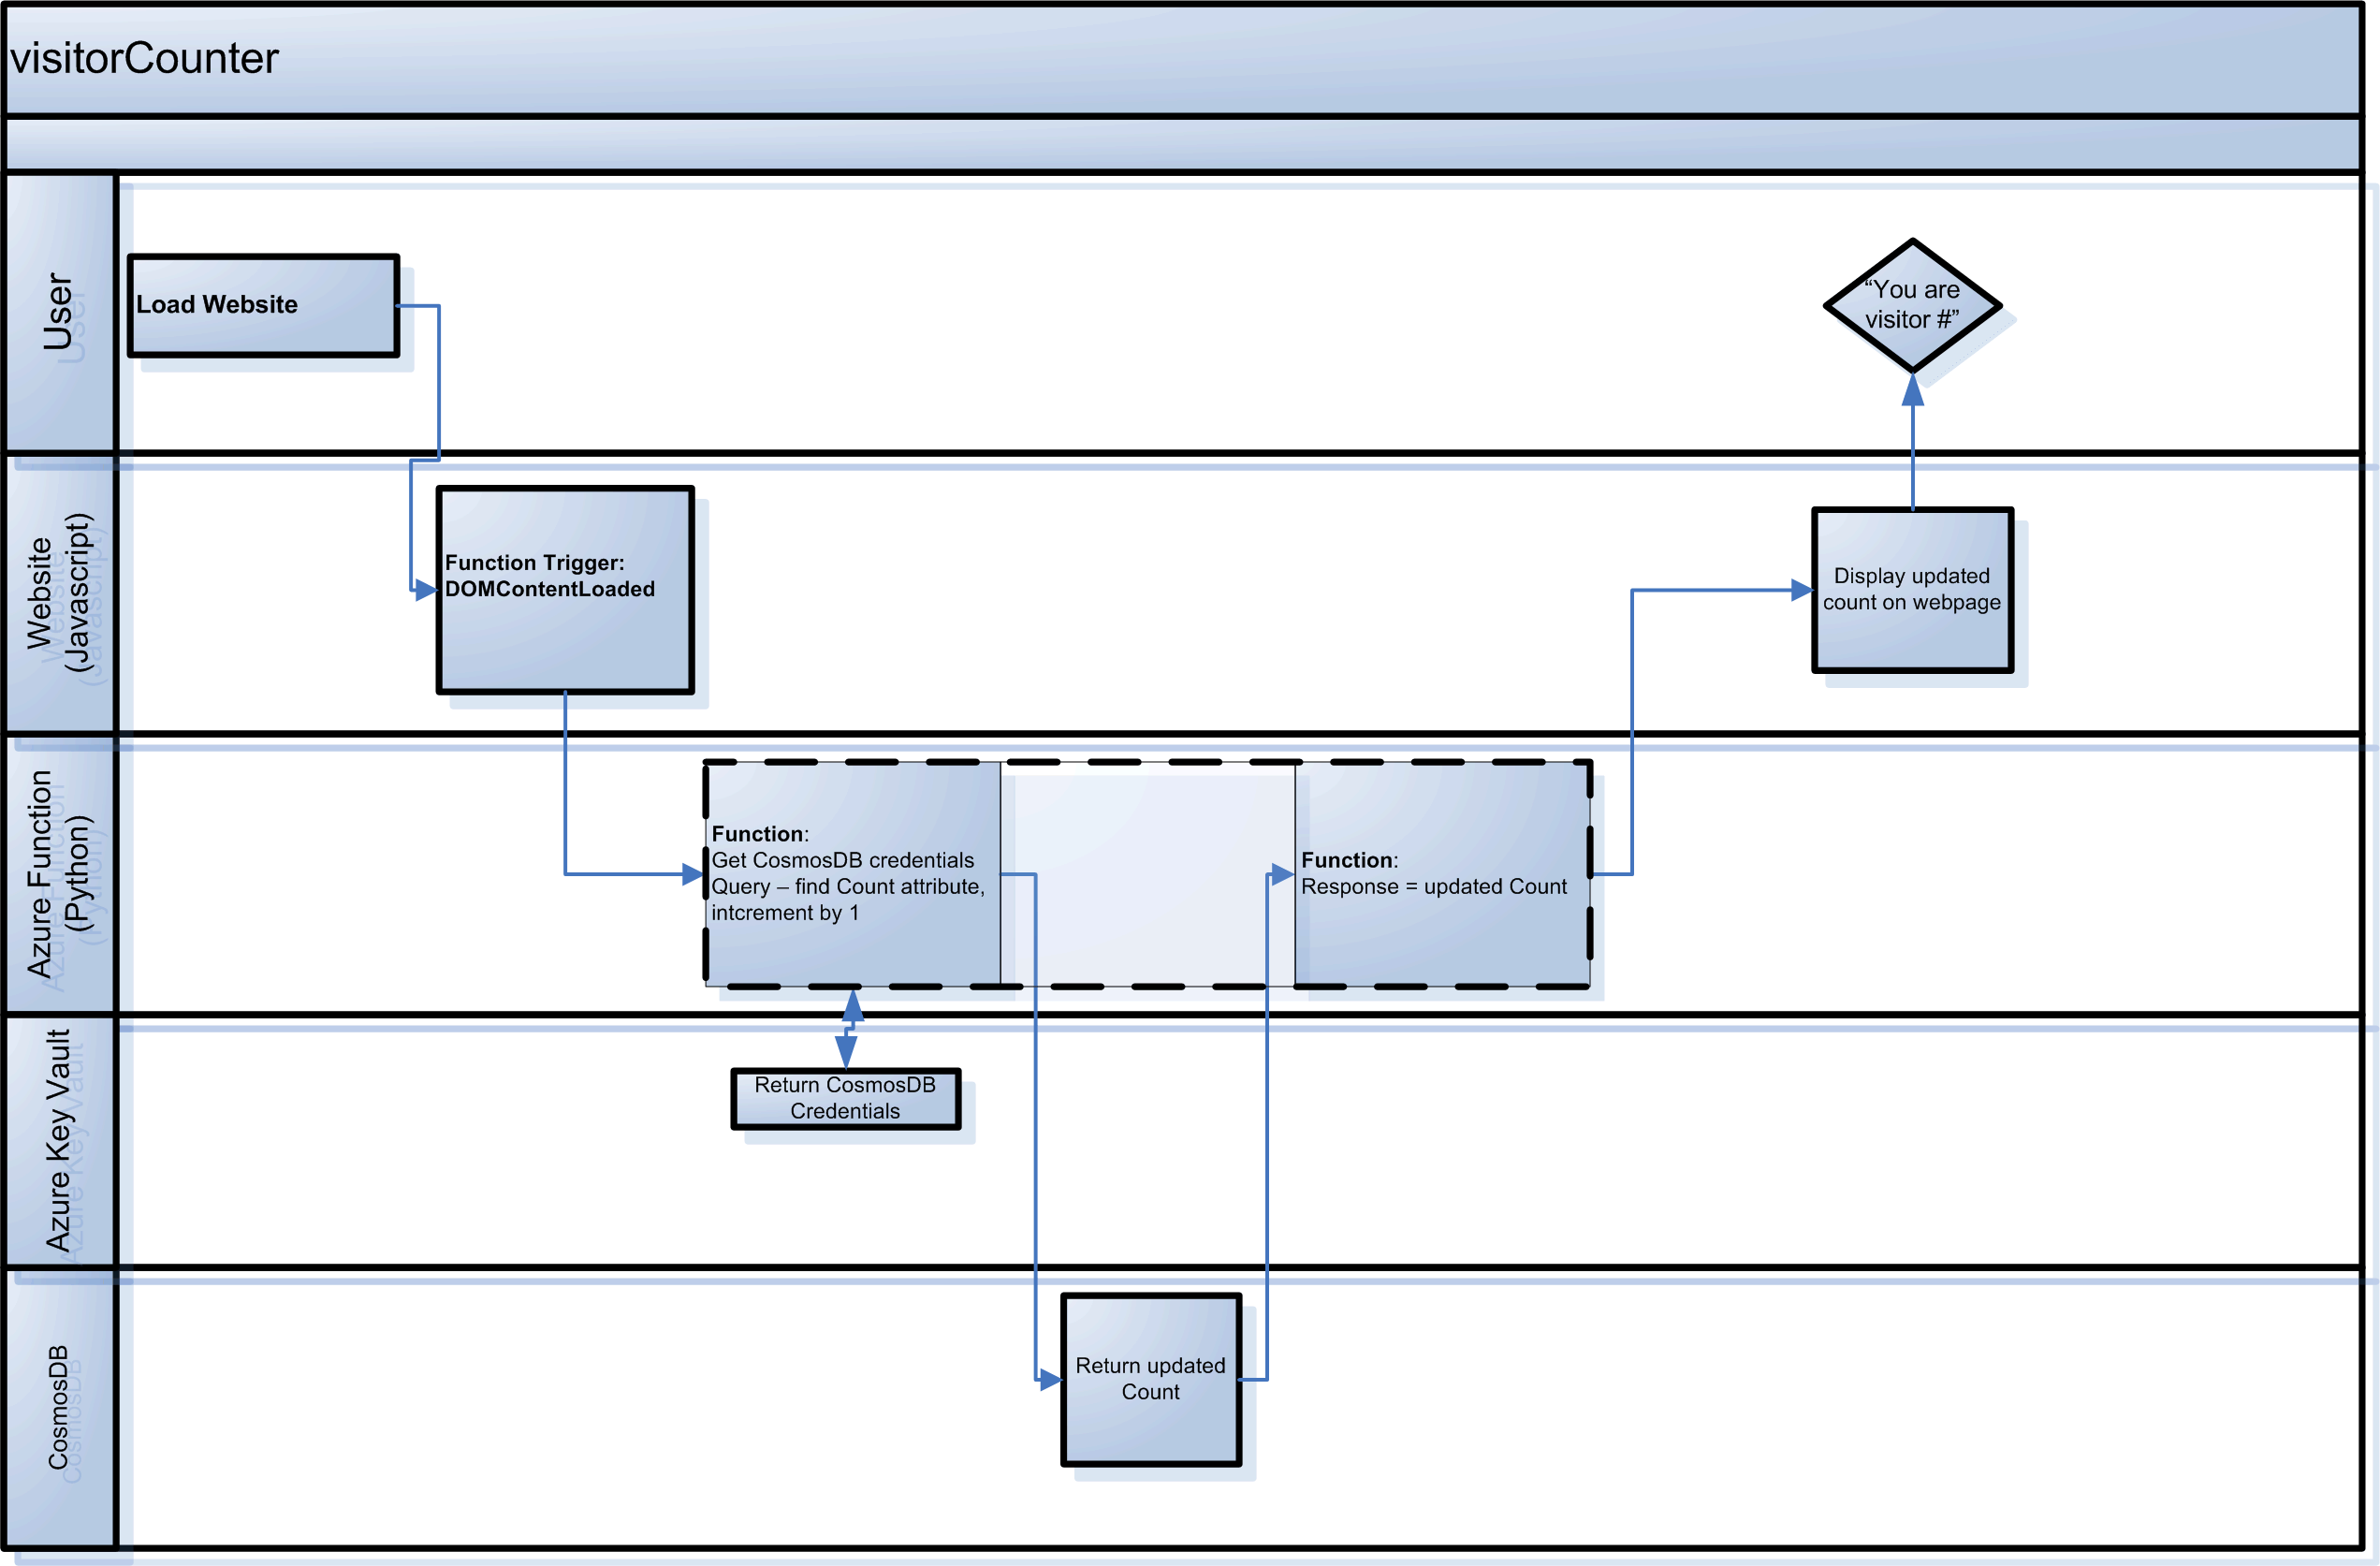 visitorCounter
User
Load Website
“You are
visitor #”
Website
(Javascript)
Function Trigger:
DOMContentLoaded
Display updated
count on webpage
Azure Function
(Python)
Function:
Get CosmosDB credentials
Query – find Count attribute,
intcrement by 1
Function:
Response = updated Count
Azure Key Vault
Return CosmosDB
Credentials
CosmosDB
Return updated
Count